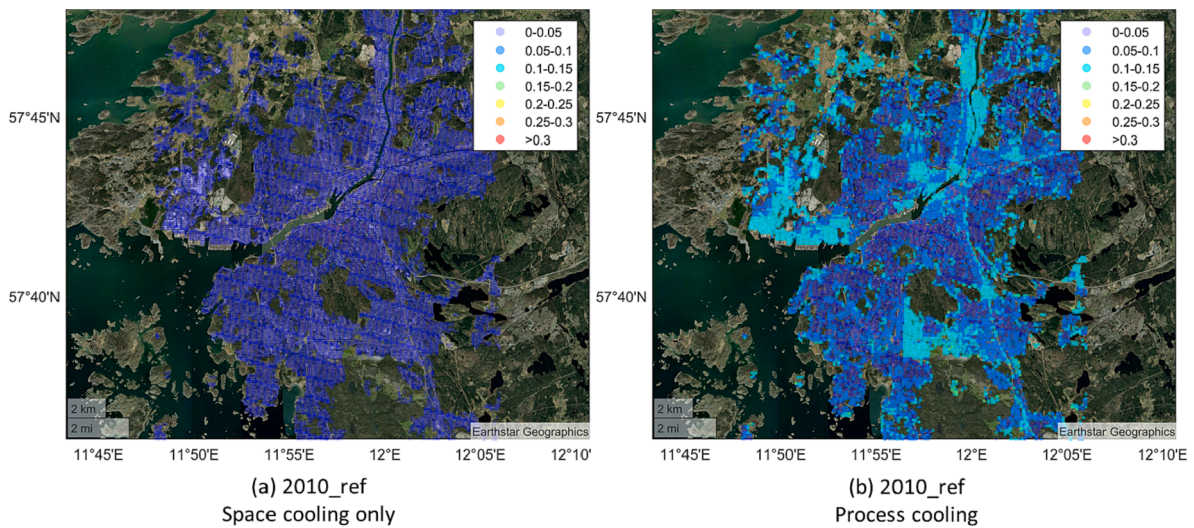 0-0.05
0.05-0.1
0.1-0.15
0.15-0.2
0.2-0.25
0.25-0.3
>0.3
57°45'N
57°40'N
2 km
2 mi
Earthstar Geographics
11°45'E 11°50'E 11°55'E 12°E 12°05'E 12°10'E
(a) 2010_ref
Space cooling only
0-0.05
0.05-0.1
0.1-0.15
0.15-0.2
0.2-0.25
0.25-0.3
>0.3
57°45'N
57°40'N
2 km
2 mi
Earthstar Geographics
11°45'E 11°50'E 11°55'E 12°E 12°05'E 12°10'E
(b) 2010_ref
Process cooling